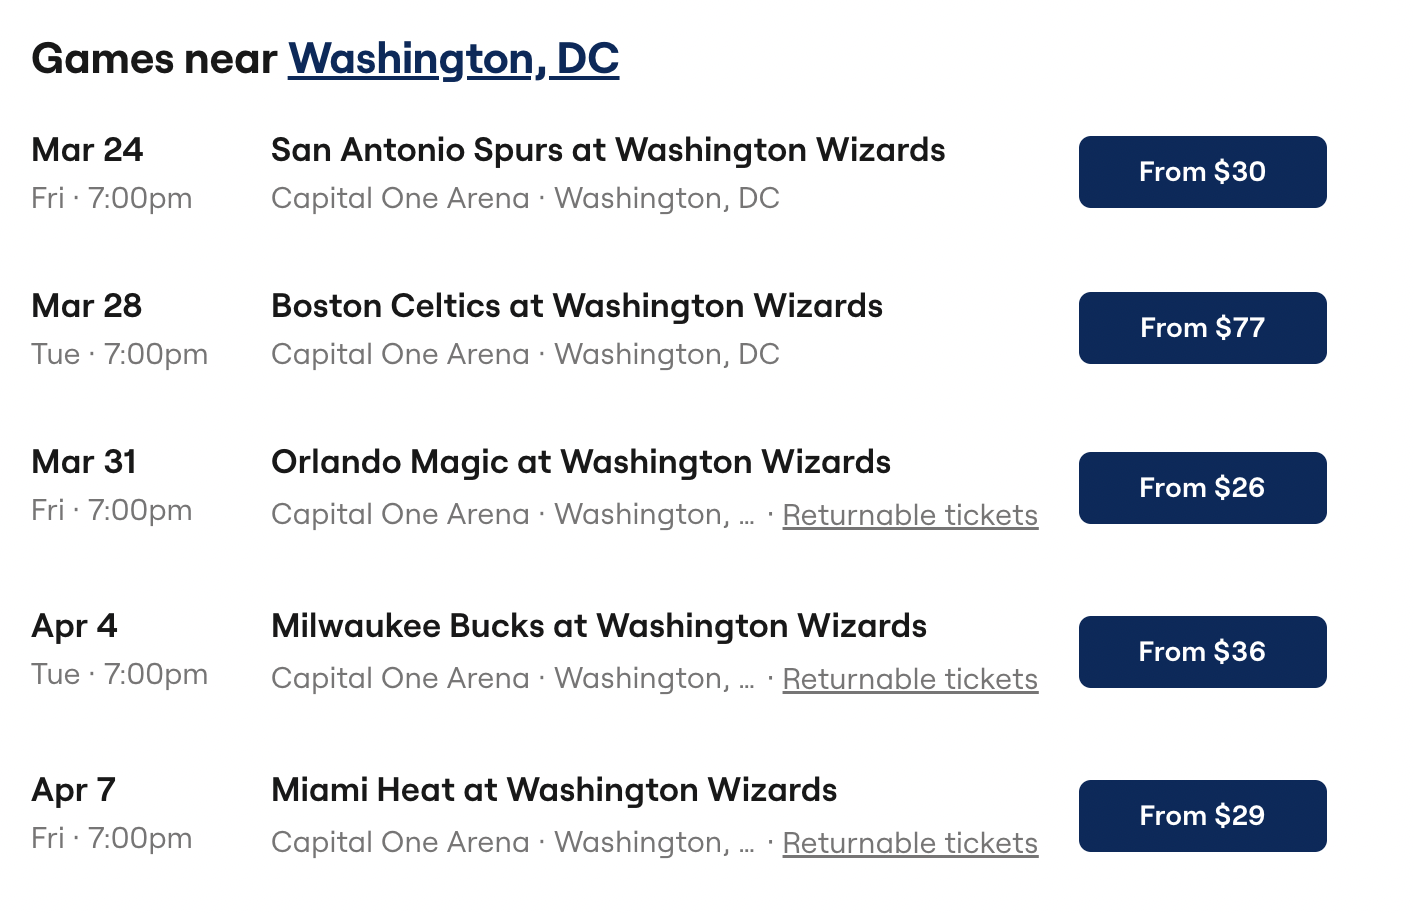 Games near Washington, DC
Mar 24
San Antonio Spurs at Washington Wizards
From $30
Fri · 7:00pm
Capital One Arena · Washington, DC
Mar 28
Boston Celtics at Washington Wizards
From $77
Tue · 7:00pm
Capital One Arena · Washington, DC
Mar 31
Orlando Magic at Washington Wizards
From $26
Fri · 7:00pm
Capital One Arena · Washington, ... · Returnable tickets
Apr 4
Milwaukee Bucks at Washington Wizards
From $36
Tue · 7:00pm
Capital One Arena · Washington, ... · Returnable tickets
Apr 7
Miami Heat at Washington Wizards
From $29
Fri · 7:00pm
Capital One Arena · Washington, ... · Returnable tickets